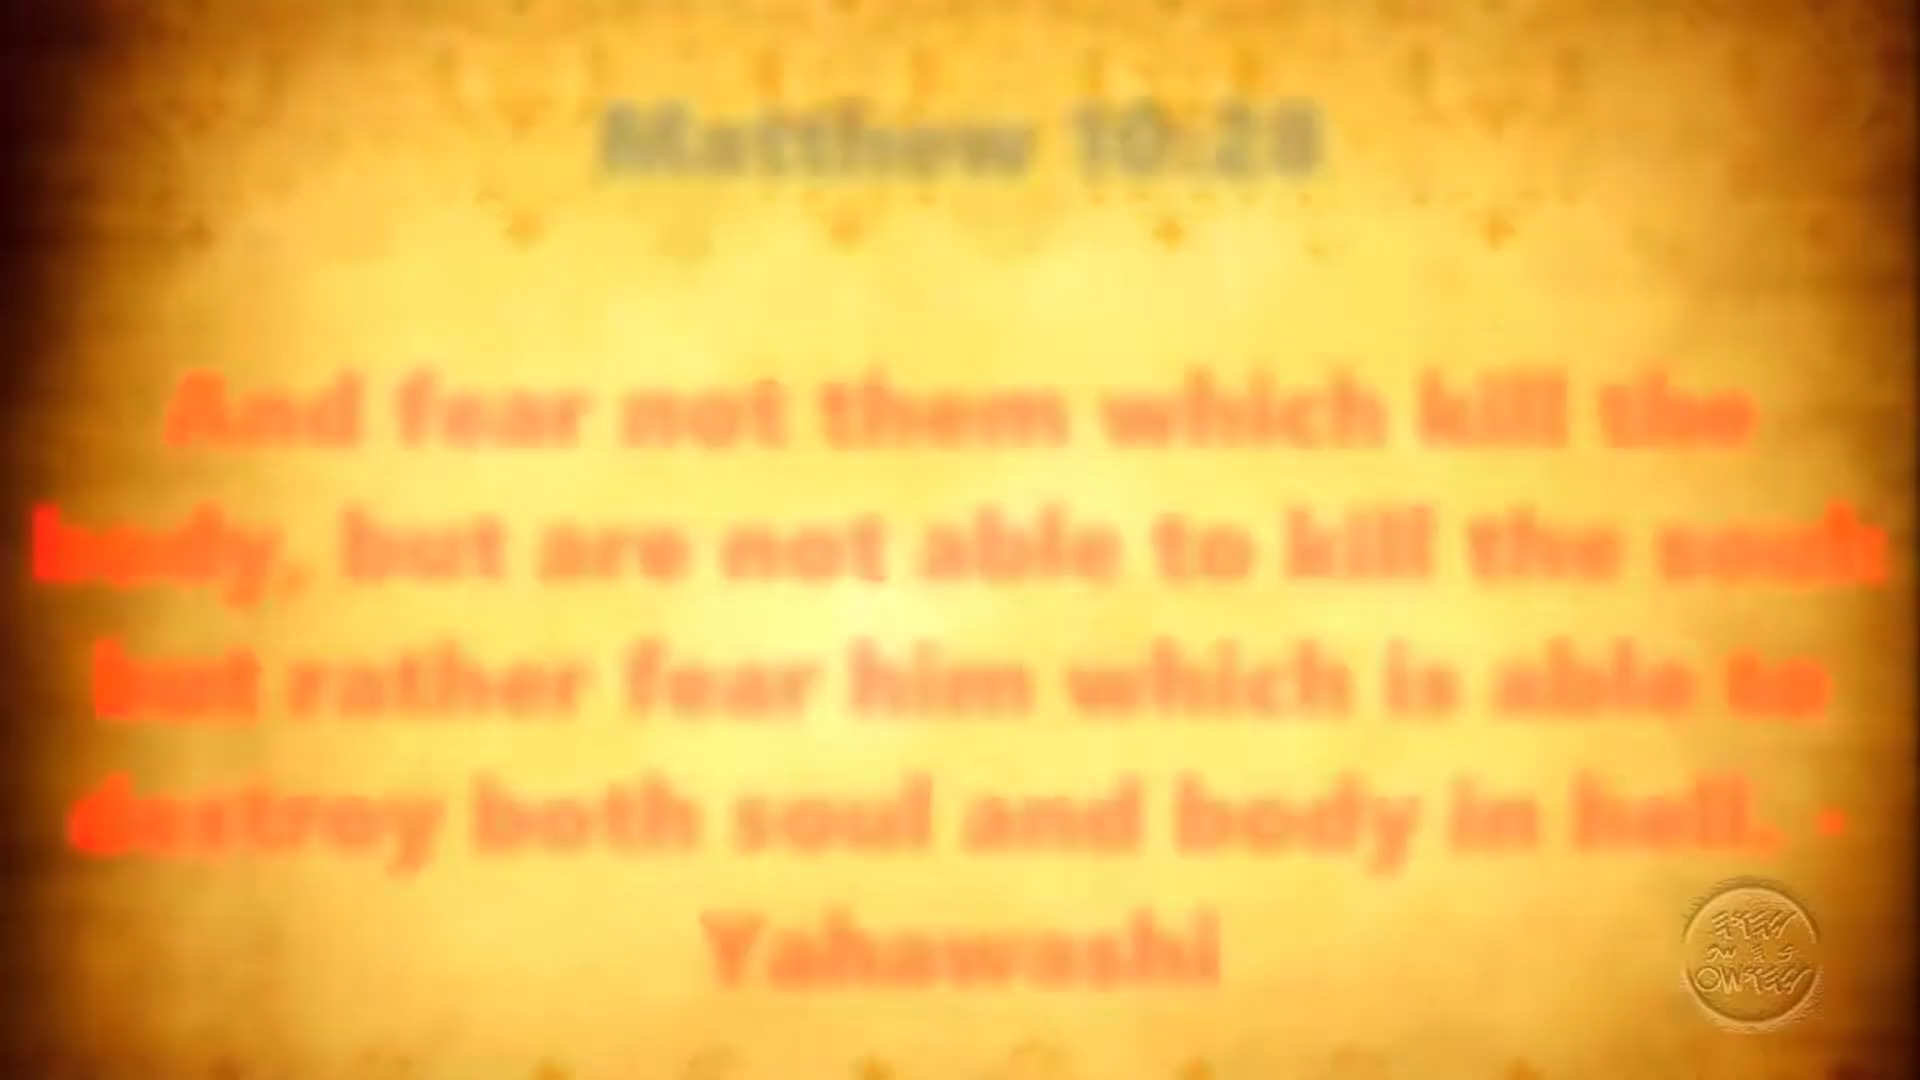 Matthew 10:28
And fear not them which kill the
body, but are not able to kill the soul:
but rather fear him which is able to
destroy both soul and body in hell. -
Yahawashi